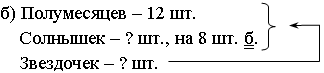 б) Полумесяцев – 12 шт.
Солнышек – ? шт., на 8 шт. б.
Звездочек – ? шт.